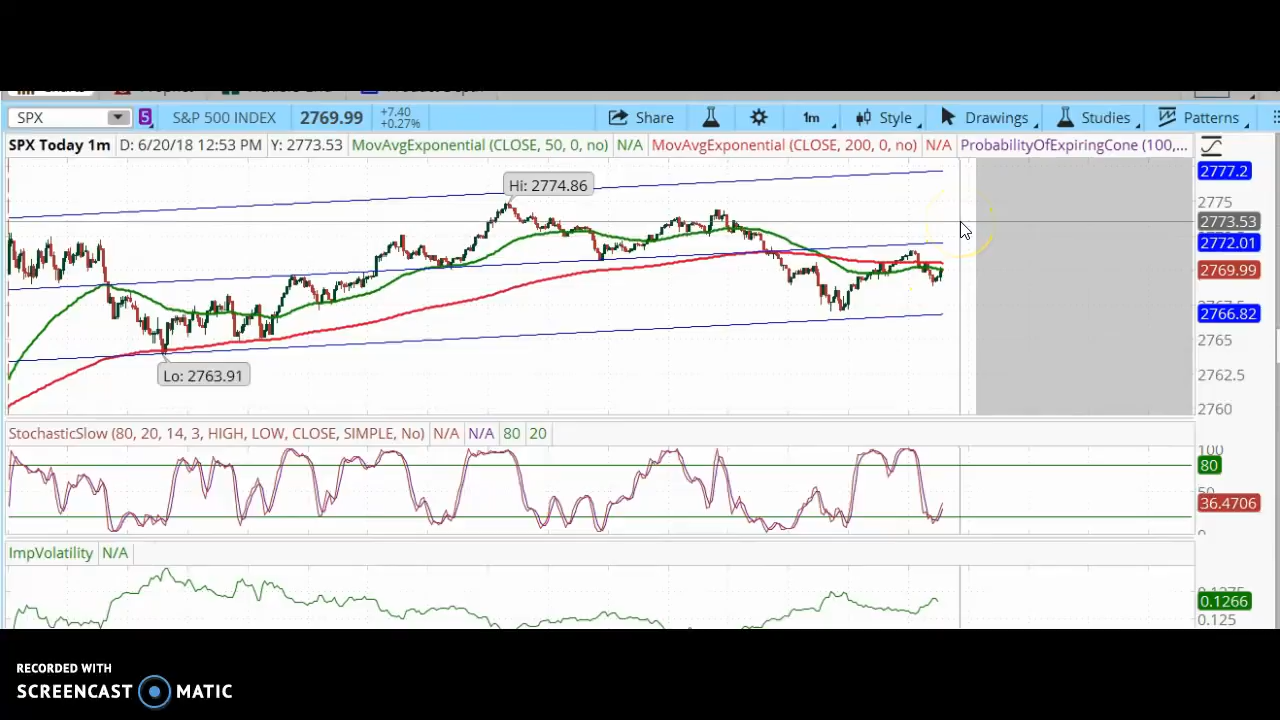 SPX 5 S&P 500 INDEX 2769.99 +7.40 +0.27% Share 1m Style Drawings Studies Patterns
SPX Today 1m D: 6/20/18 12:53 PM Y: 2773.53 MovAvgExponential (CLOSE, 50, 0, no) N/A MovAvgExponential (CLOSE, 200, 0, no) N/A ProbabilityOfExpiringCone (100,...
2777.2
Hi: 2774.86
2775
2773.53
2772.01
2769.99
2766.82
2765
Lo: 2763.91
2762.5
2760
StochasticSlow (80, 20, 14, 3, HIGH, LOW, CLOSE, SIMPLE, No) N/A N/A 80 20
100
80
50
36.4706
0
ImpVolatility N/A
0.1266
0.125
RECORDED WITH
SCREENCAST MATIC